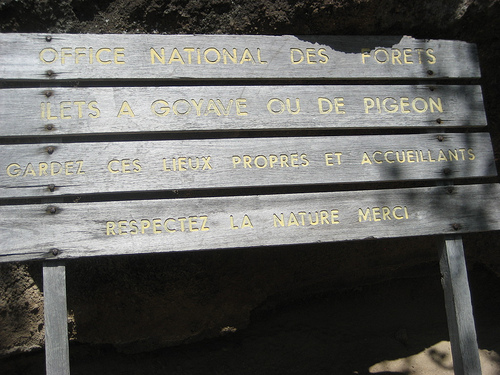 OFFICE NATIONAL DES FORETS
ILETS A GOYAVE OU DE PIGEON
GARDEZ CES LIEUX PROPRES ET ACCUEILLANTS
RESPECTEZ LA NATURE MERCI